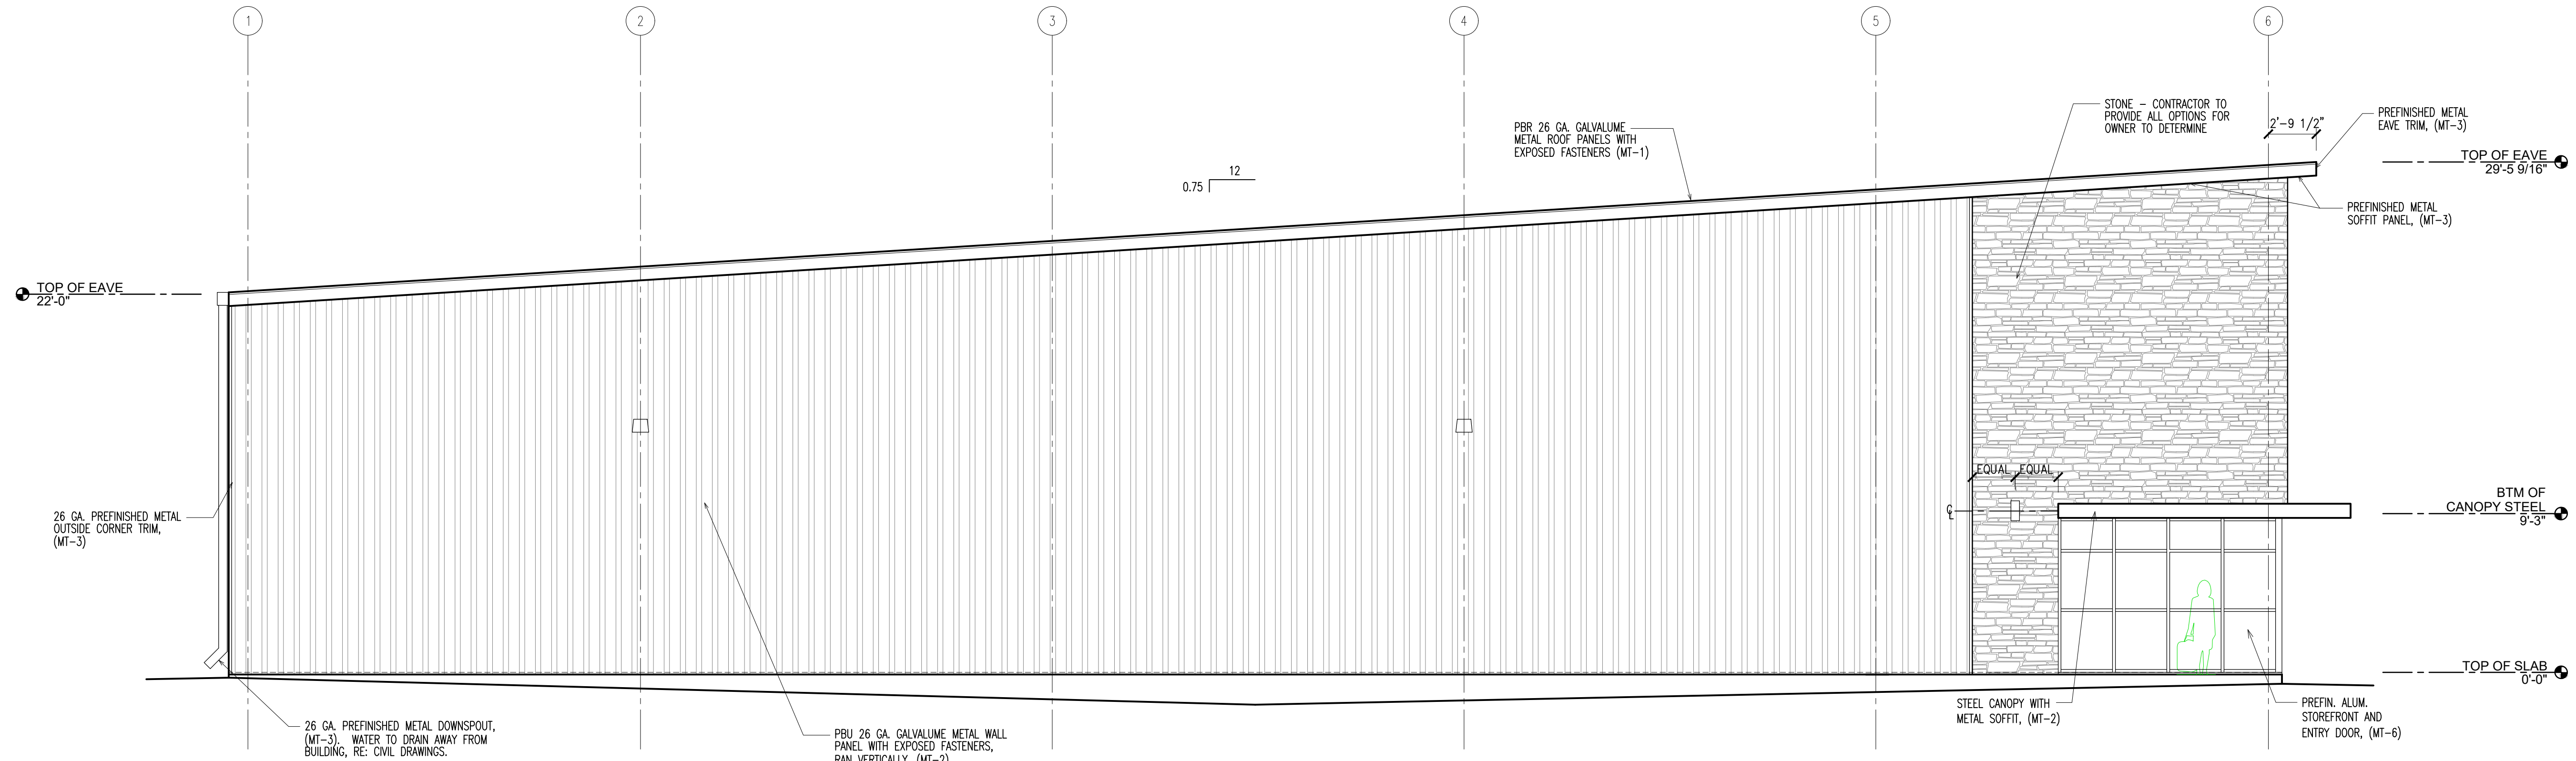 1
2
3
4
5
6
STONE - CONTRACTOR TO
PROVIDE ALL OPTIONS FOR
OWNER TO DETERMINE
2'-9 1/2"
PREFINISHED METAL
EAVE TRIM, (MT-3)
PBR 26 GA. GALVALUME
METAL ROOF PANELS WITH
EXPOSED FASTENERS (MT-1)
TOP OF EAVE
29'-5 9/16"
12
0.75
PREFINISHED METAL
SOFFIT PANEL, (MT-3)
TOP OF EAVE
22'-0"
EQUAL EQUAL
BTM OF
CANOPY STEEL
9'-3"
26 GA. PREFINISHED METAL
OUTSIDE CORNER TRIM,
(MT-3)
TOP OF SLAB
0'-0"
STEEL CANOPY WITH
METAL SOFFIT, (MT-2)
PREFIN. ALUM.
STOREFRONT AND
ENTRY DOOR, (MT-6)
26 GA. PREFINISHED METAL DOWNSPOUT,
(MT-3). WATER TO DRAIN AWAY FROM
BUILDING, RE: CIVIL DRAWINGS.
PBU 26 GA. GALVALUME METAL WALL
PANEL WITH EXPOSED FASTENERS,
RAN VERTICALLY, (MT-2)